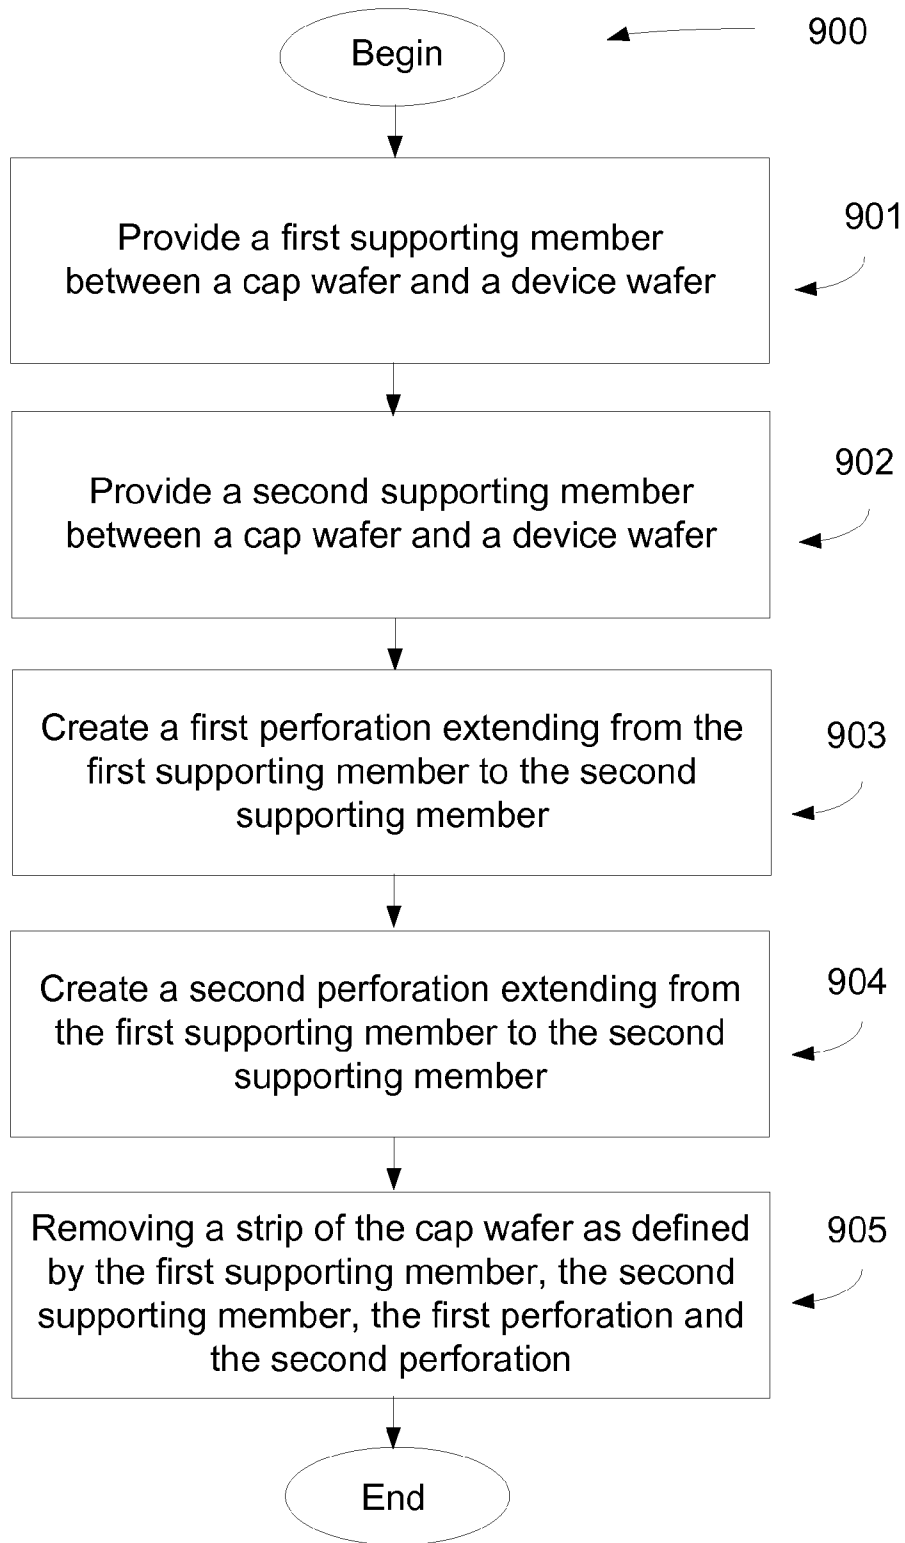 Begin
900
Provide a first supporting member
between a cap wafer and a device wafer
901
Provide a second supporting member
between a cap wafer and a device wafer
902
Create a first perforation extending from the
first supporting member to the second
supporting member
903
Create a second perforation extending from
the first supporting member to the second
supporting member
904
Removing a strip of the cap wafer as defined
by the first supporting member, the second
supporting member, the first perforation and
the second perforation
905
End